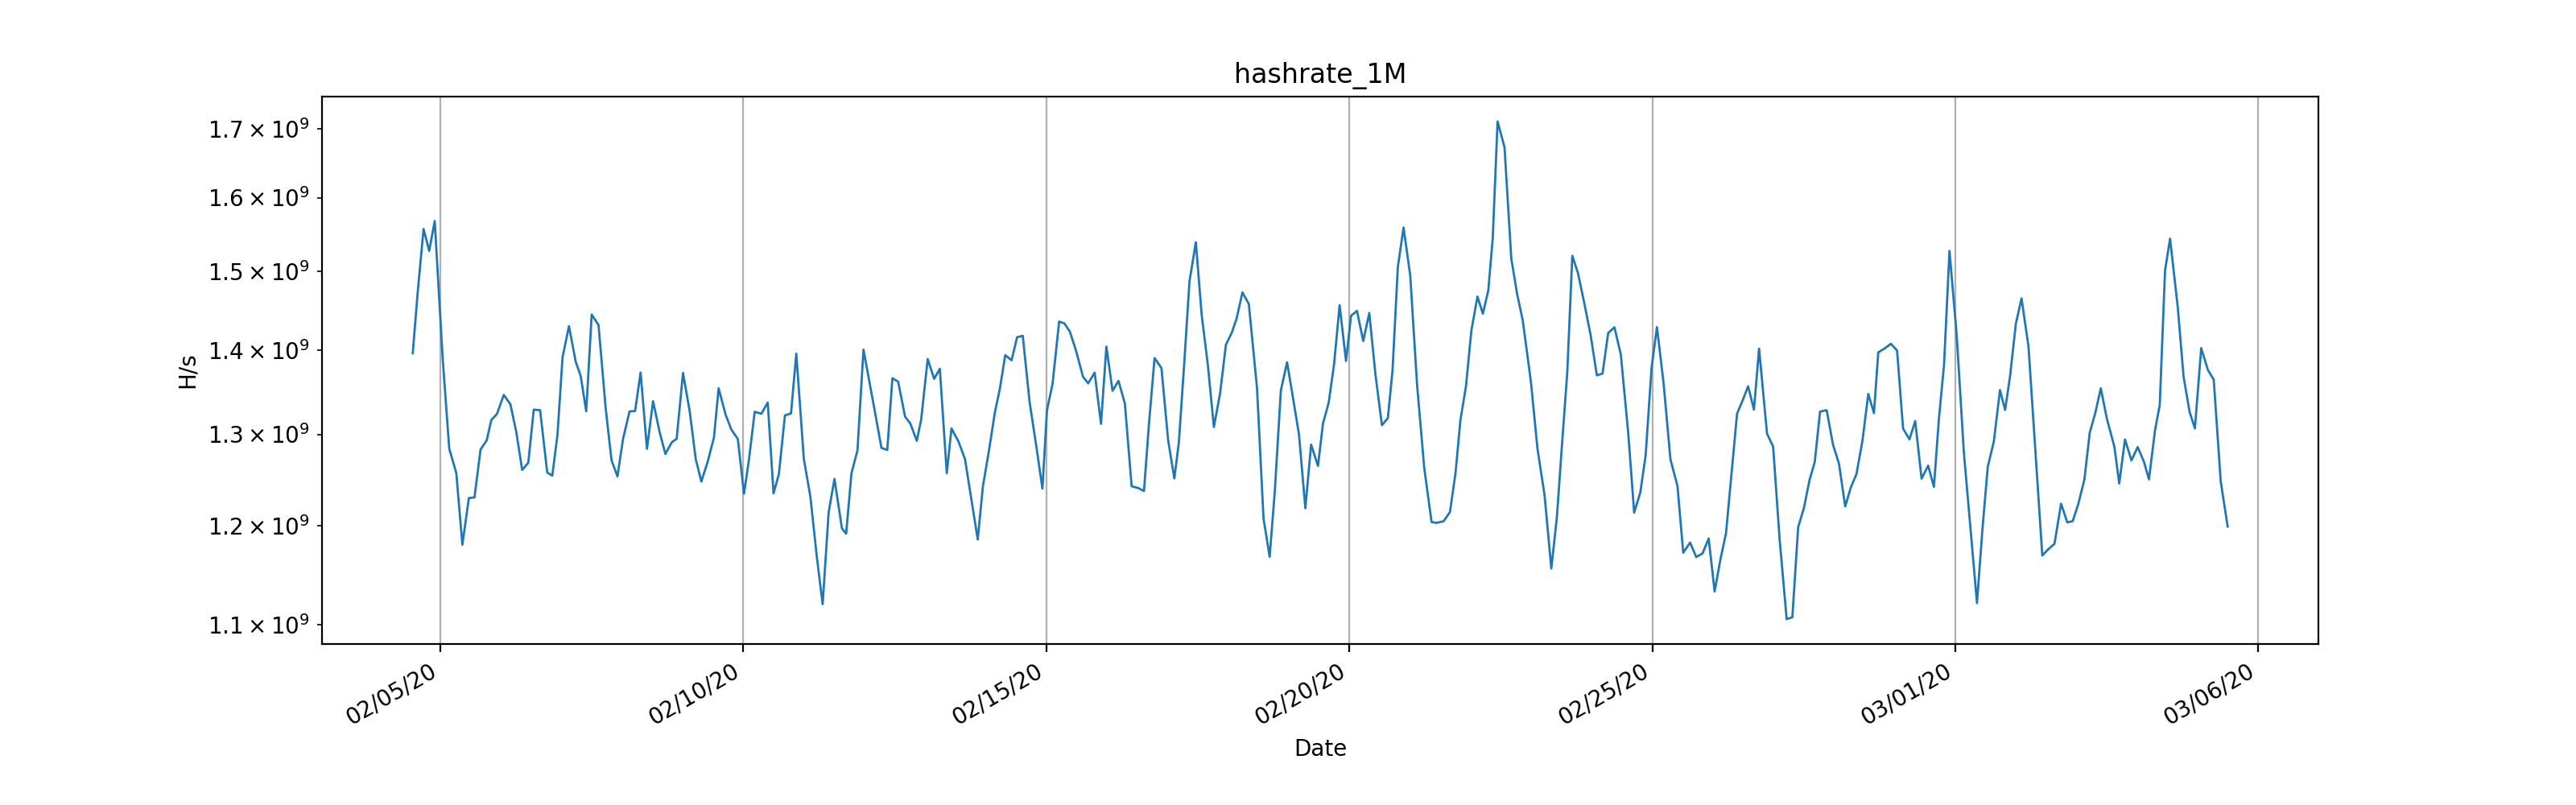 hashrate_1M
H/s
1.7 × 10⁹
1.6 × 10⁹
1.5 × 10⁹
1.4 × 10⁹
1.3 × 10⁹
1.2 × 10⁹
1.1 × 10⁹
02/05/20
02/10/20
02/15/20
02/20/20
02/25/20
03/01/20
03/06/20
Date